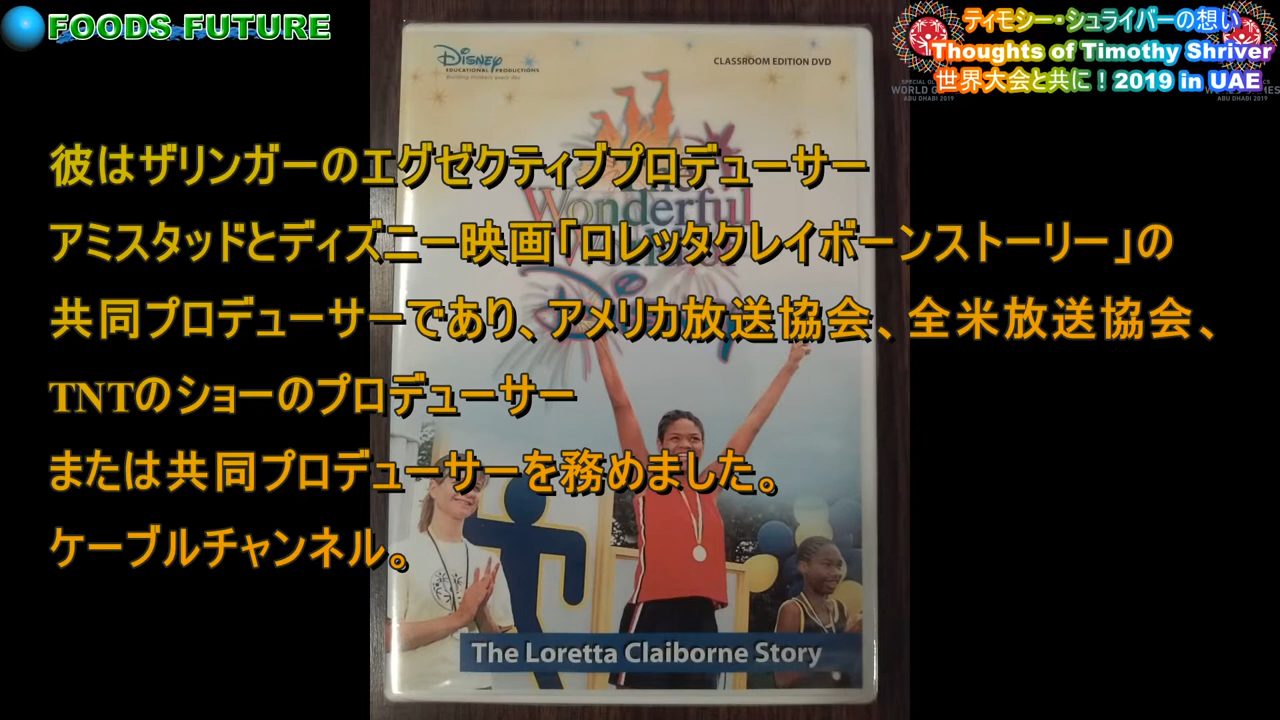 FOODS FUTURE
ティモシー・シュライバーの想い
Thoughts of Timothy Shriver
世界大会と共に！2019 in UAE
ABU DHABI 2019
Disney
EDUCATIONAL PRODUCTIONS
CLASSROOM EDITION DVD
The
Wonderful
World of
Disney
彼はザリンガーのエグゼクティブプロデューサー
アミスタッドとディズニー映画「ロレッタクレイボーンストーリー」の
共同プロデューサーであり、アメリカ放送協会、全米放送協会、
TNTのショーのプロデューサー
または共同プロデューサーを務めました。
ケーブルチャンネル。
The Loretta Claiborne Story